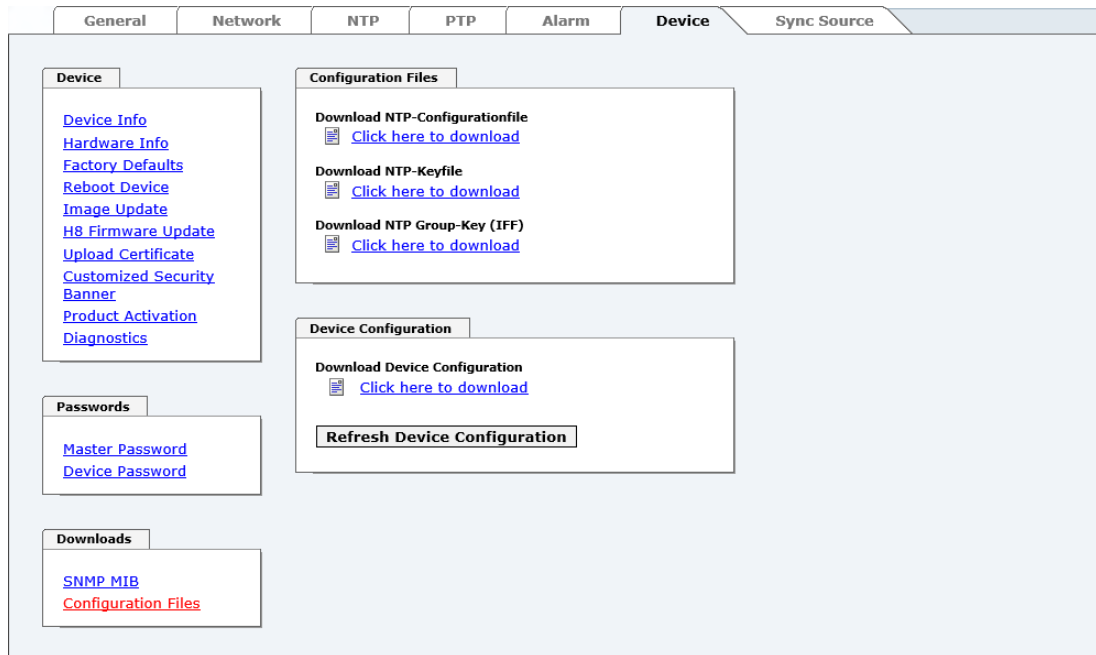 General Network NTP PTP Alarm Device Sync Source
Device
Device Info
Hardware Info
Factory Defaults
Reboot Device
Image Update
H8 Firmware Update
Upload Certificate
Customized Security
Banner
Product Activation
Diagnostics
Passwords
Master Password
Device Password
Downloads
SNMP MIB
Configuration Files
Configuration Files
Download NTP-Configurationfile
Click here to download
Download NTP-Keyfile
Click here to download
Download NTP Group-Key (IFF)
Click here to download
Device Configuration
Download Device Configuration
Click here to download
Refresh Device Configuration